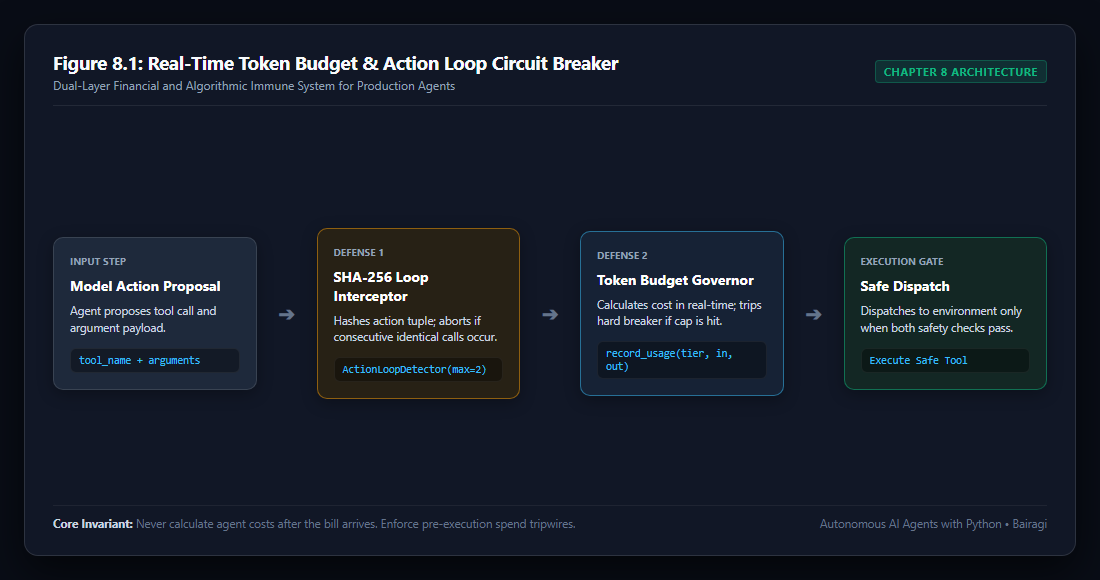 Figure 8.1: Real-Time Token Budget & Action Loop Circuit Breaker
Dual-Layer Financial and Algorithmic Immune System for Production Agents
CHAPTER 8 ARCHITECTURE
INPUT STEP
Model Action Proposal
Agent proposes tool call and
argument payload.
tool_name + arguments
➔
DEFENSE 1
SHA-256 Loop
Interceptor
Hashes action tuple; aborts if
consecutive identical calls occur.
ActionLoopDetector(max=2)
➔
DEFENSE 2
Token Budget Governor
Calculates cost in real-time; trips
hard breaker if cap is hit.
record_usage(tier, in,
out)
➔
EXECUTION GATE
Safe Dispatch
Dispatches to environment only
when both safety checks pass.
Execute Safe Tool
Core Invariant: Never calculate agent costs after the bill arrives. Enforce pre-execution spend tripwires.
Autonomous AI Agents with Python • Bairagi